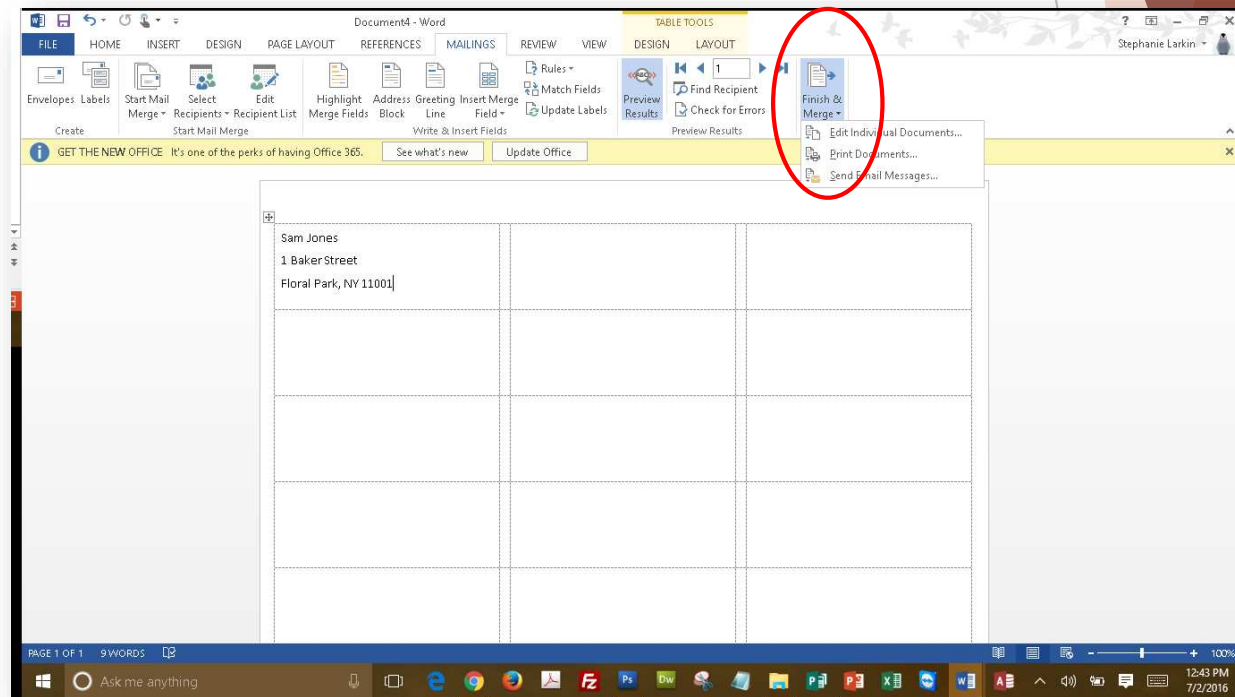 Document4 - Word
TABLE TOOLS
?
FILE HOME INSERT DESIGN PAGE LAYOUT REFERENCES MAILINGS REVIEW VIEW DESIGN LAYOUT
Stephanie Larkin
Envelopes Labels Start Mail Merge Select Recipients Edit Recipient List Highlight Merge Fields Address Block Greeting Line Insert Merge Field
Rules
Match Fields
Update Labels
«ABC»
Preview Results
1
Find Recipient
Check for Errors
Finish & Merge
Create Start Mail Merge Write & Insert Fields Preview Results
Edit Individual Documents...
Print Documents...
Send Email Messages...
GET THE NEW OFFICE It's one of the perks of having Office 365. See what's new Update Office
Sam Jones
1 Baker Street
Floral Park, NY 11001
PAGE 1 OF 1 9 WORDS 100%
Ask me anything
12:43 PM
7/2/2016